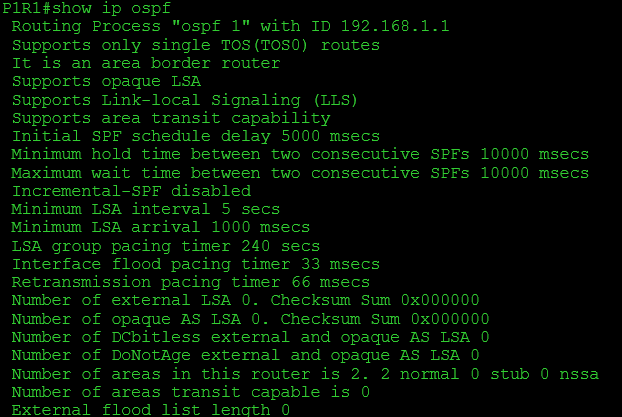 P1R1#show ip ospf
Routing Process "ospf 1" with ID 192.168.1.1
Supports only single TOS(TOS0) routes
It is an area border router
Supports opaque LSA
Supports Link-local Signaling (LLS)
Supports area transit capability
Initial SPF schedule delay 5000 msecs
Minimum hold time between two consecutive SPFs 10000 msecs
Maximum wait time between two consecutive SPFs 10000 msecs
Incremental-SPF disabled
Minimum LSA interval 5 secs
Minimum LSA arrival 1000 msecs
LSA group pacing timer 240 secs
Interface flood pacing timer 33 msecs
Retransmission pacing timer 66 msecs
Number of external LSA 0. Checksum Sum 0x000000
Number of opaque AS LSA 0. Checksum Sum 0x000000
Number of DCbitless external and opaque AS LSA 0
Number of DoNotAge external and opaque AS LSA 0
Number of areas in this router is 2. 2 normal 0 stub 0 nssa
Number of areas transit capable is 0
External flood list length 0